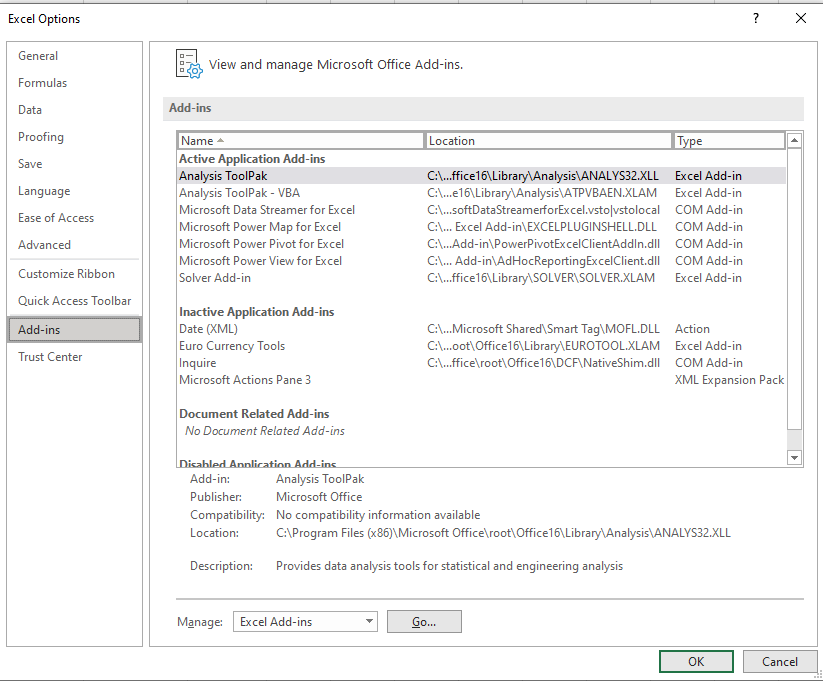 Excel Options ? ×
General
Formulas
Data
Proofing
Save
Language
Ease of Access
Advanced
Customize Ribbon
Quick Access Toolbar
Add-ins
Trust Center
View and manage Microsoft Office Add-ins.
Add-ins
Name Location Type
Active Application Add-ins
Analysis ToolPak C:\...ffice16\Library\Analysis\ANALYS32.XLL Excel Add-in
Analysis ToolPak - VBA C:\...e16\Library\Analysis\ATPVBAEN.XLAM Excel Add-in
Microsoft Data Streamer for Excel C:\...softDataStreamerforExcel.vsto|vstolocal COM Add-in
Microsoft Power Map for Excel C:\... Excel Add-in\EXCELPLUGINSHELL.DLL COM Add-in
Microsoft Power Pivot for Excel C:\...Add-in\PowerPivotExcelClientAddIn.dll COM Add-in
Microsoft Power View for Excel C:\... Add-in\AdHocReportingExcelClient.dll COM Add-in
Solver Add-in C:\...ffice16\Library\SOLVER\SOLVER.XLAM Excel Add-in
Inactive Application Add-ins
Date (XML) C:\...Microsoft Shared\Smart Tag\MOFL.DLL Action
Euro Currency Tools C:\...oot\Office16\Library\EUROTOOL.XLAM Excel Add-in
Inquire C:\...ffice\root\Office16\DCF\NativeShim.dll COM Add-in
Microsoft Actions Pane 3 XML Expansion Pack
Document Related Add-ins
No Document Related Add-ins
Disabled Application Add-ins
Add-in: Analysis ToolPak
Publisher: Microsoft Office
Compatibility: No compatibility information available
Location: C:\Program Files (x86)\Microsoft Office\root\Office16\Library\Analysis\ANALYS32.XLL
Description: Provides data analysis tools for statistical and engineering analysis
Manage: Excel Add-ins Go...
OK Cancel